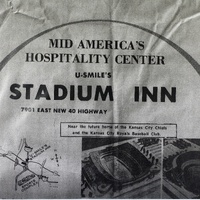 MID AMERICA'S
HOSPITALITY CENTER
U-SMILE'S
STADIUM INN
7901 EAST NEW 40 HIGHWAY
Near the future home of the Kansas City Chiefs
and the Kansas City Royals Baseball Club